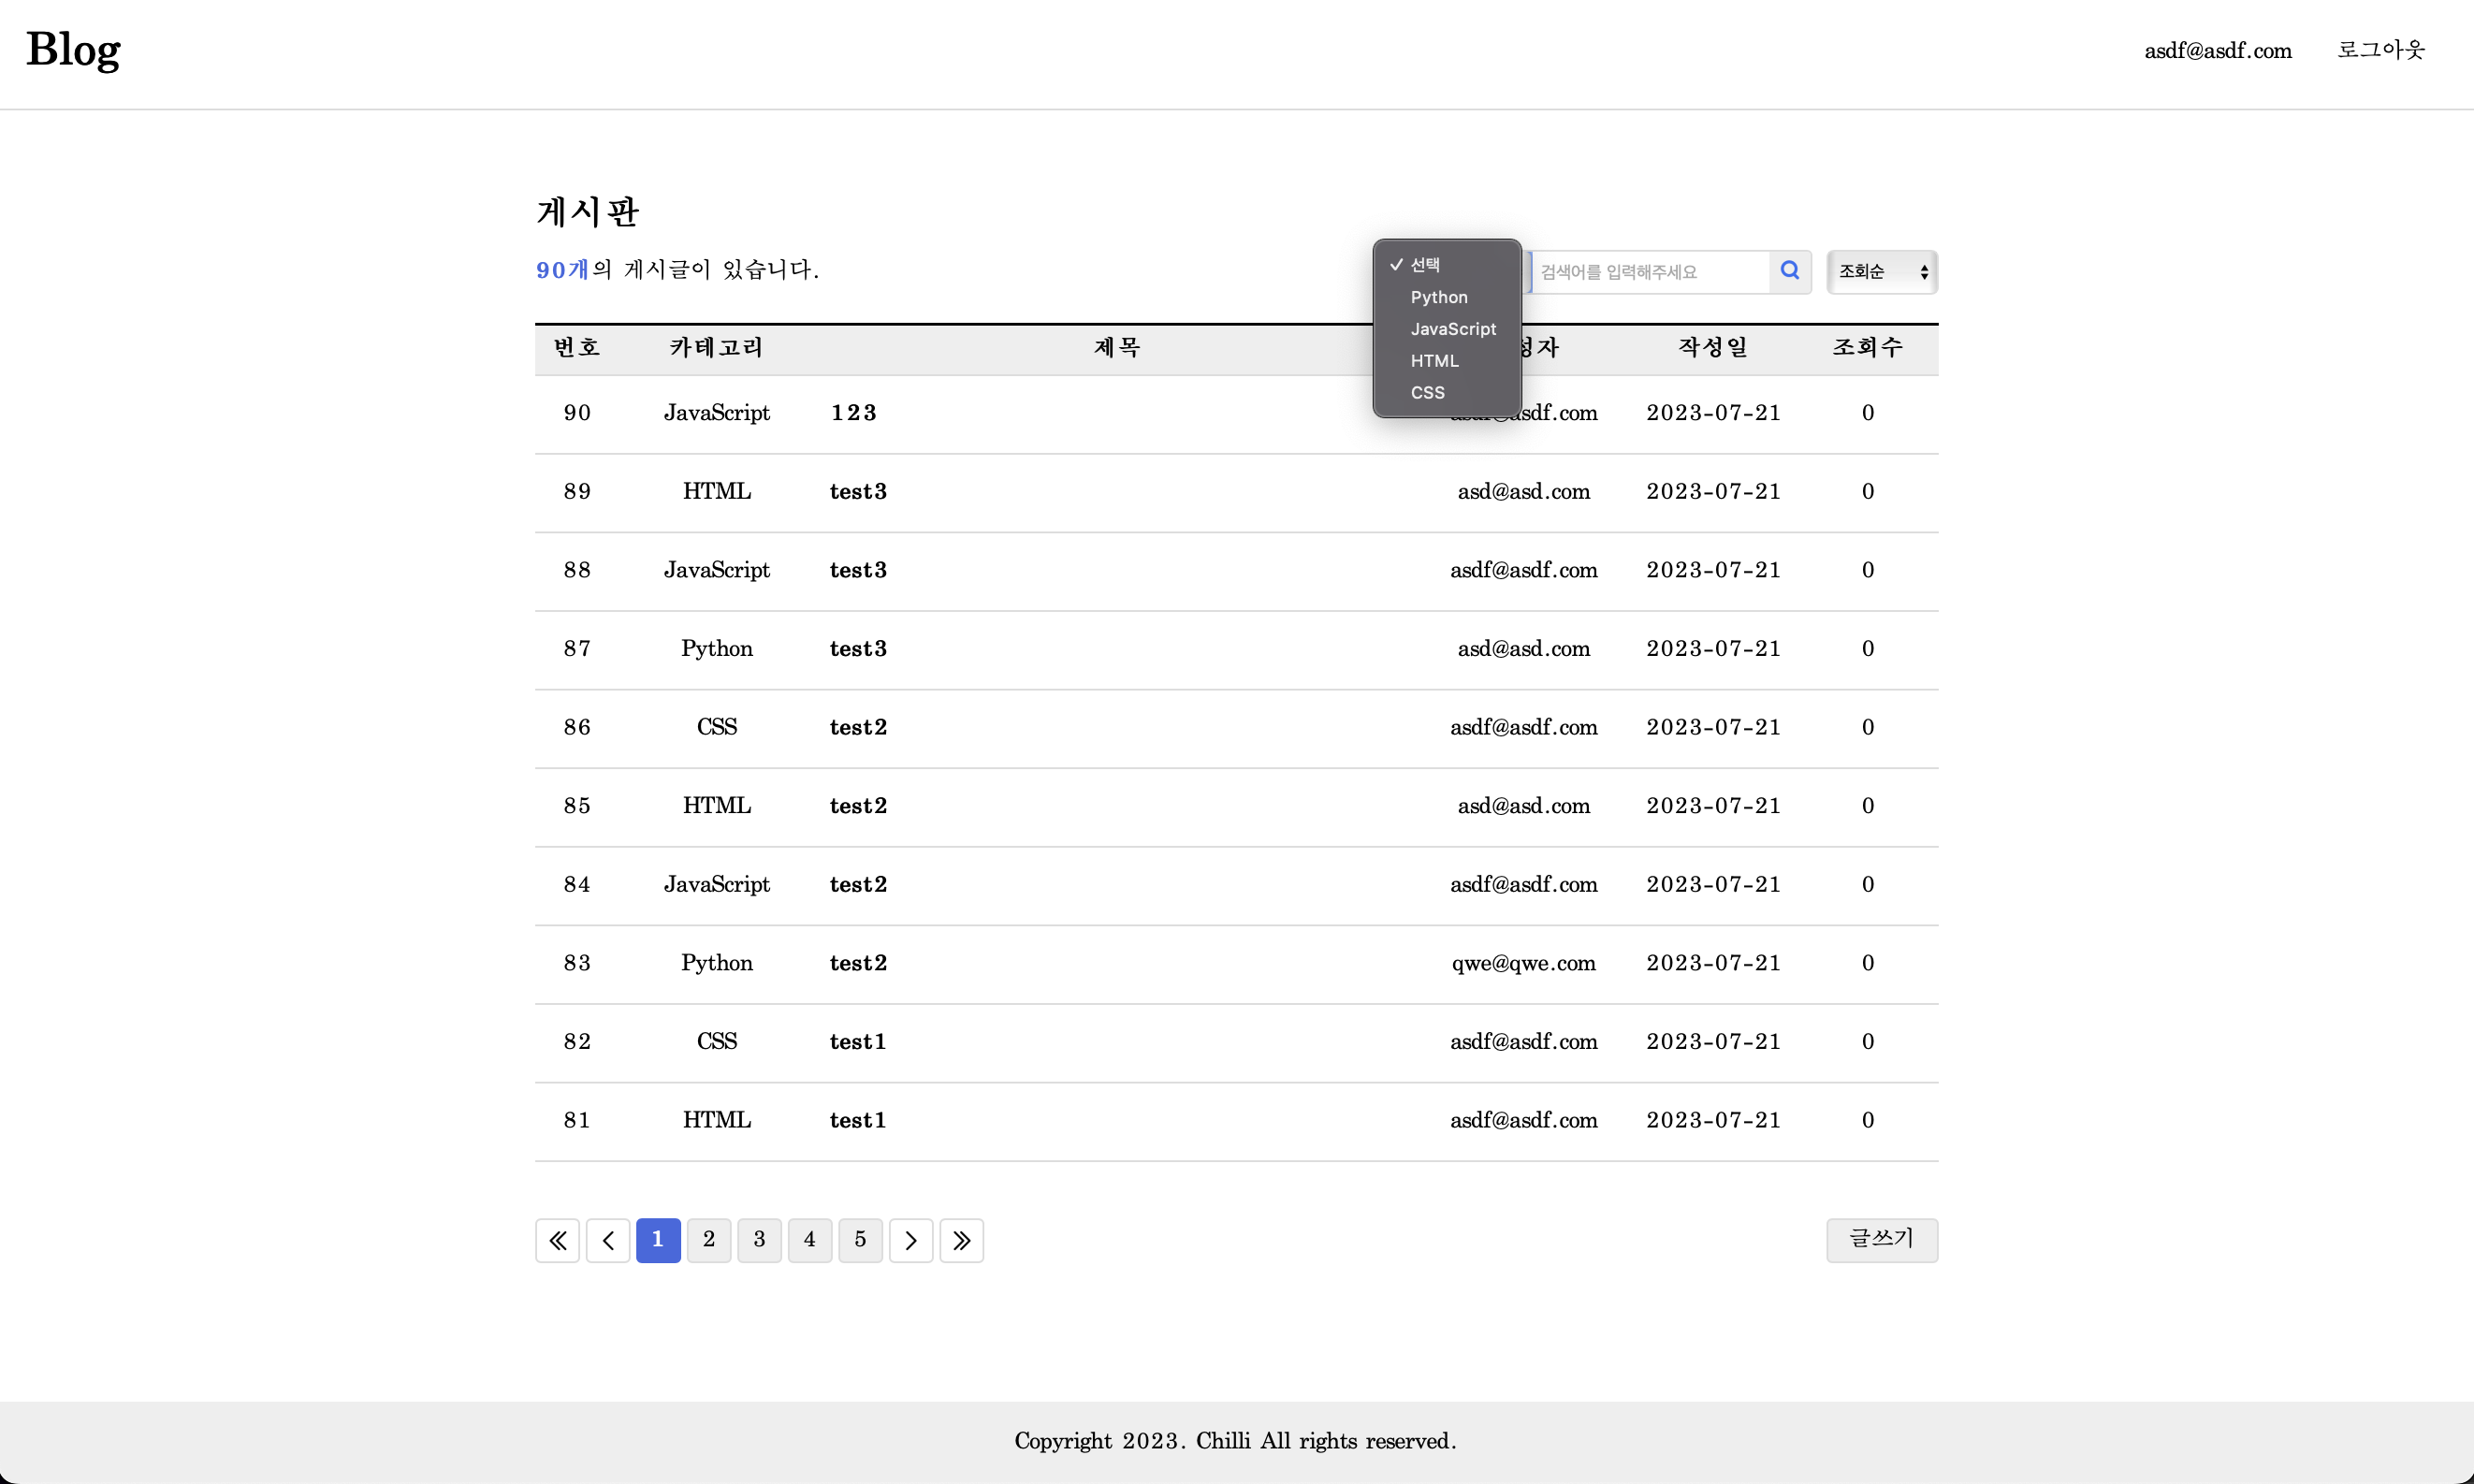 Blog asdf@asdf.com 로그아웃
게시판
90개의 게시글이 있습니다. 검색어를 입력해주세요 조회순
✓ 선택
Python
JavaScript
HTML
CSS
번호 카테고리 제목 성자 작성일 조회수
90 JavaScript 123 asdf@asdf.com 2023-07-21 0
89 HTML test3 asd@asd.com 2023-07-21 0
88 JavaScript test3 asdf@asdf.com 2023-07-21 0
87 Python test3 asd@asd.com 2023-07-21 0
86 CSS test2 asdf@asdf.com 2023-07-21 0
85 HTML test2 asd@asd.com 2023-07-21 0
84 JavaScript test2 asdf@asdf.com 2023-07-21 0
83 Python test2 qwe@qwe.com 2023-07-21 0
82 CSS test1 asdf@asdf.com 2023-07-21 0
81 HTML test1 asdf@asdf.com 2023-07-21 0
« < 1 2 3 4 5 > » 글쓰기
Copyright 2023. Chilli All rights reserved.